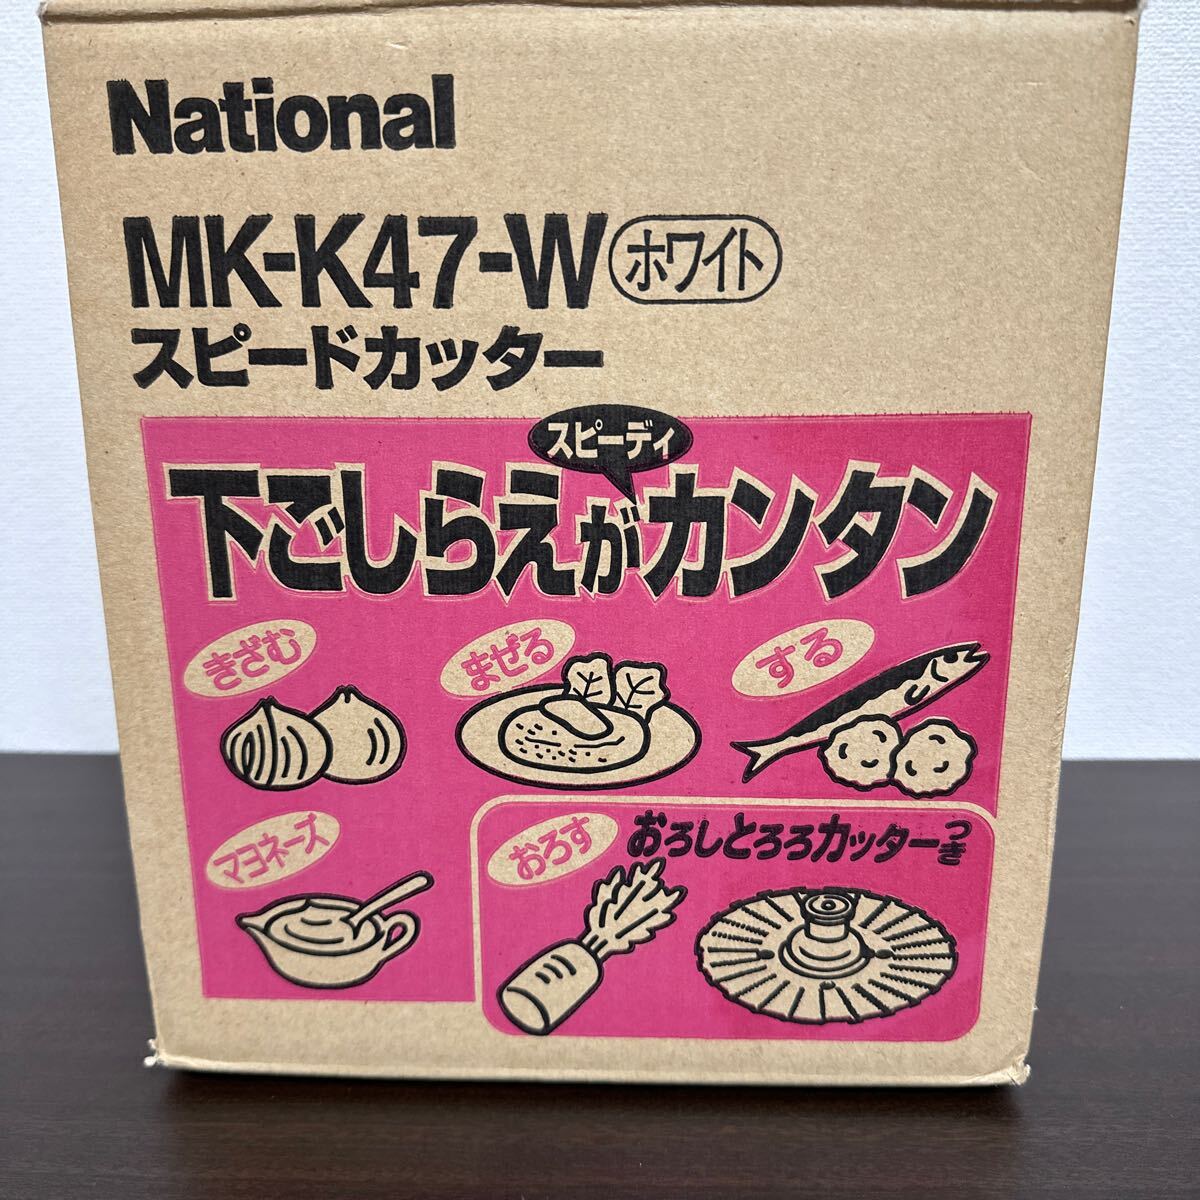 National
MK-K47-W ホワイト
スピードカッター
スピーディ
下ごしらえがカンタン
きざむ
まぜる
する
マヨネーズ
おろす
おろしとろろカッターつき